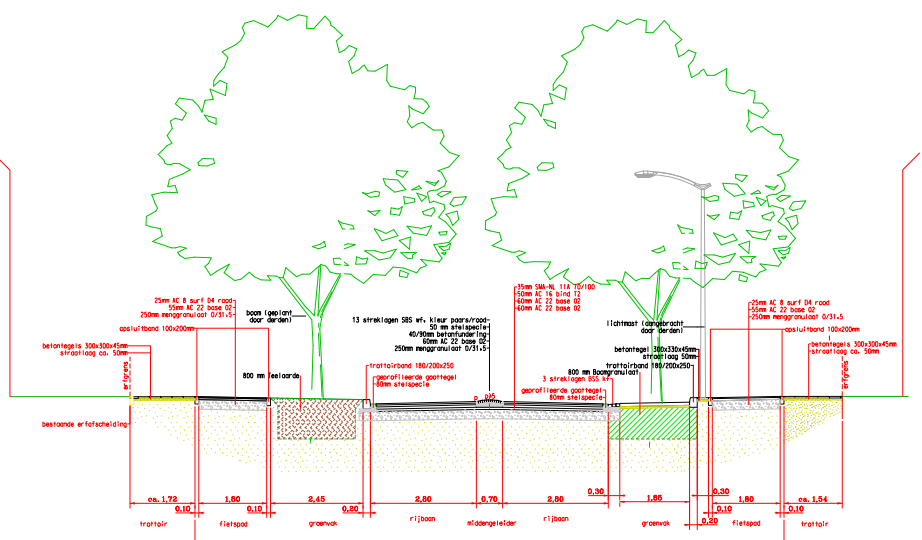 25mm AC 8 surf D4 rood
55mm AC 22 base 02
250mm menggranulaat 0/31.5
opsluitband 100x200mm
betontegels 300x300x45mm
straatlaag ca. 50mm
erfgrens
bestaande erfafscheiding
boom (geplant
door derden)
800 mm Teelaarde
13 streklagen SBS wf. kleur paars/rood
50 mm stelspecie
40/90mm betonfundering
60mm AC 22 base 02
250mm menggranulaat 0/31.5
trottoirband 180/200x250
geprofileerde goottegel
80mm stelspecie
35mm SMA-NL 11A 70/100
50mm AC 16 bind T2
60mm AC 22 base 02
60mm AC 22 base 02
lichtmast (aangebracht
door derden)
betontegel 300x330x45mm
straatlaag 50mm
trottoirband 180/200x250
800 mm Boomgranulaat
3 streklagen BSS kf
geprofileerde goottegel
80mm stelspecie
25mm AC 8 surf D4 rood
55mm AC 22 base 02
250mm menggranulaat 0/31.5
opsluitband 100x200mm
betontegels 300x300x45mm
straatlaag ca. 50mm
erfgrens
ca. 1,72
0,10
1,80
0,10
2,45
0,20
2,80
0,70
2,80
0,30
1,85
0,30
0,20
0,10
1,80
0,10
ca. 1,54
trottoir
fietspad
groenvak
rijbaan
middengeleider
rijbaan
groenvak
fietspad
trottoir